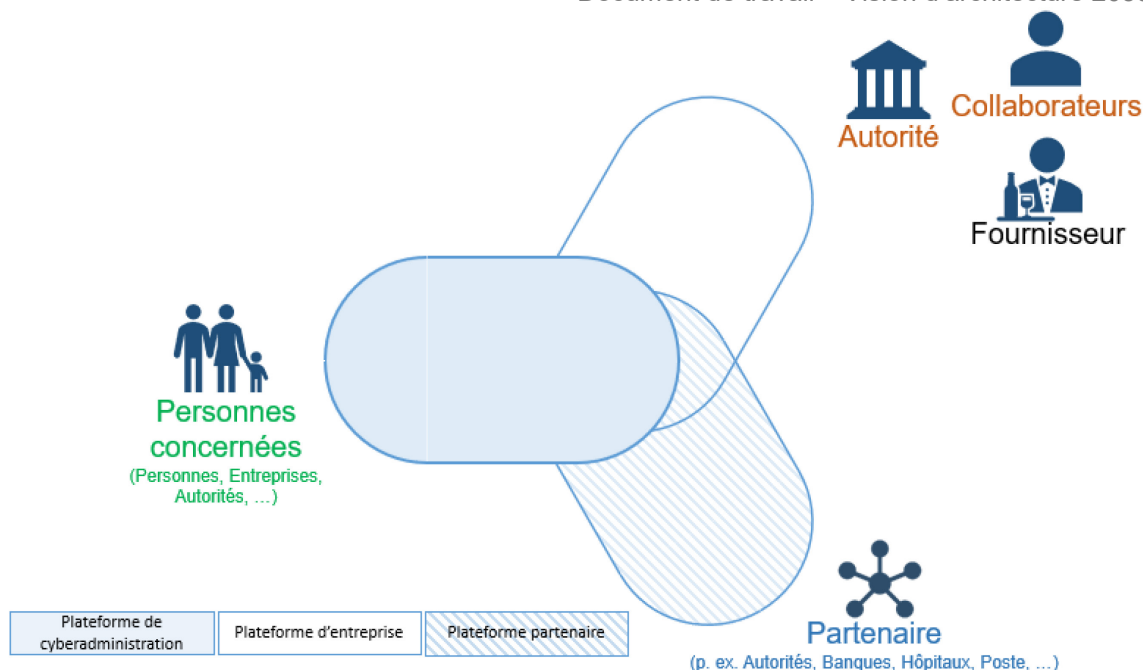 Collaborateurs
Autorité
Fournisseur
Personnes
concernées
(Personnes, Entreprises,
Autorités, ...)
Plateforme de
cyberadministration
Plateforme d'entreprise
Plateforme partenaire
Partenaire
(p. ex. Autorités, Banques, Hôpitaux, Poste, ...)